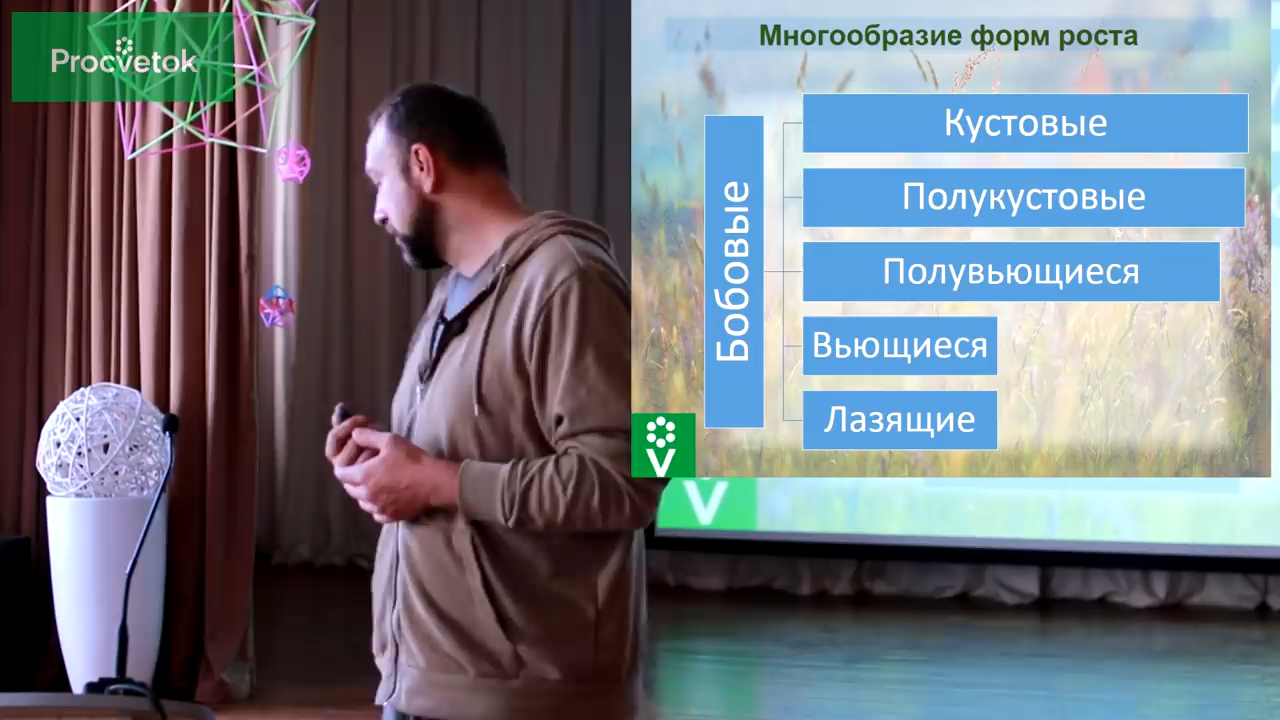 Procvetok
Многообразие форм роста
Бобовые
Кустовые
Полукустовые
Полувьющиеся
Вьющиеся
Лазящие